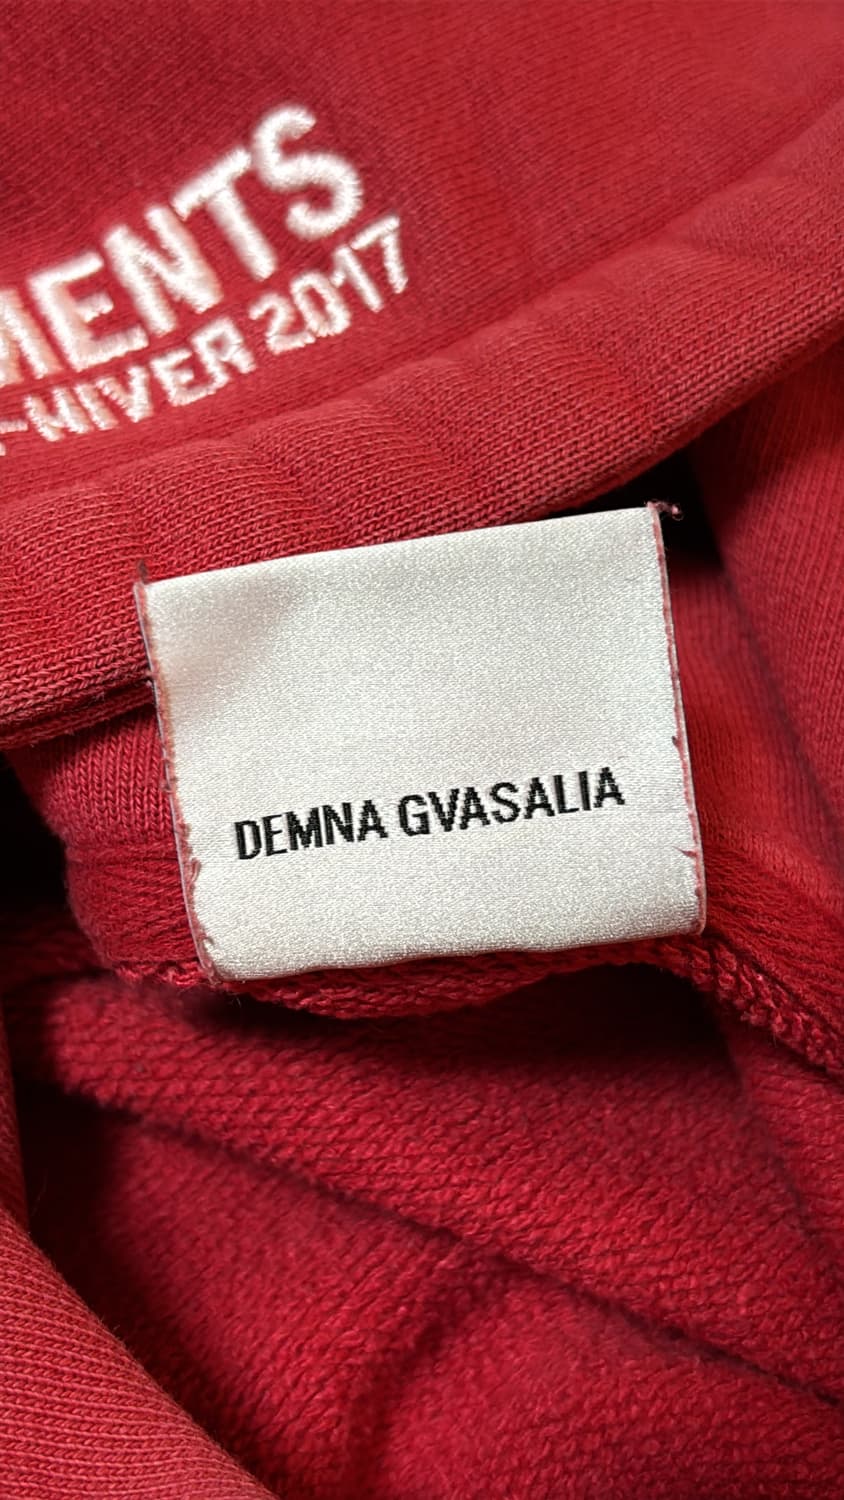 MENTS
-HIVER 2017
DEMNA GVASALIA